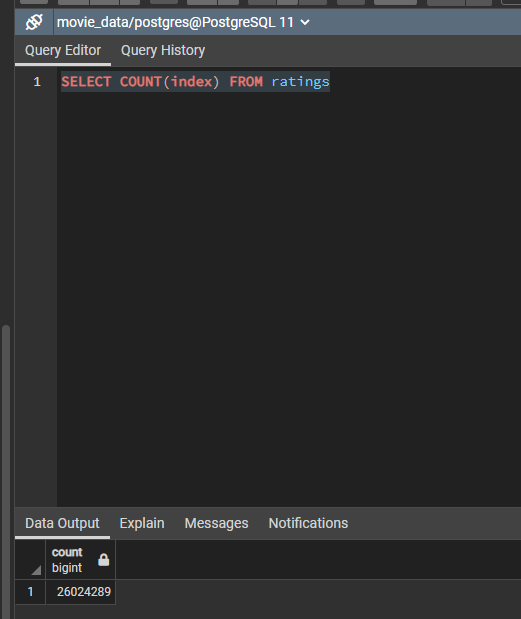 movie_data/postgres@PostgreSQL 11
Query Editor Query History
1 SELECT COUNT(index) FROM ratings
Data Output Explain Messages Notifications
count
bigint
1 26024289